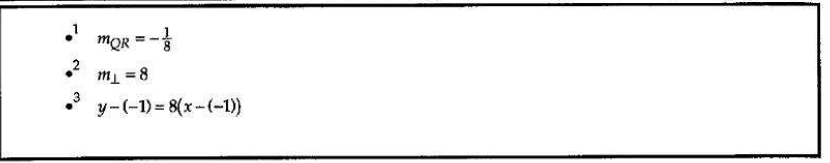 •¹ m_QR = -1/8
•² m_⊥ = 8
•³ y-(-1) = 8(x-(-1))